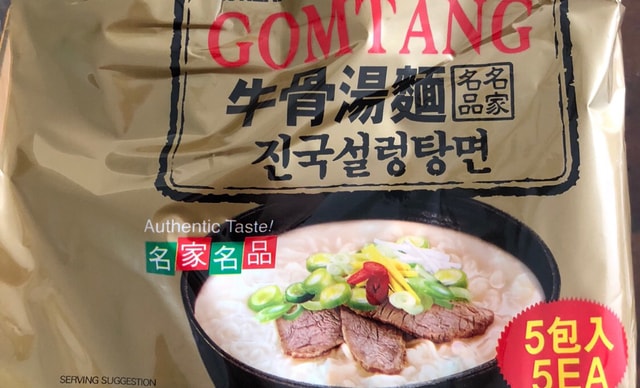 GOMTANG
牛骨湯麵
名名
品家
진국설렁탕면
Authentic Taste!
名家名品
5包入
5EA
SERVING SUGGESTION